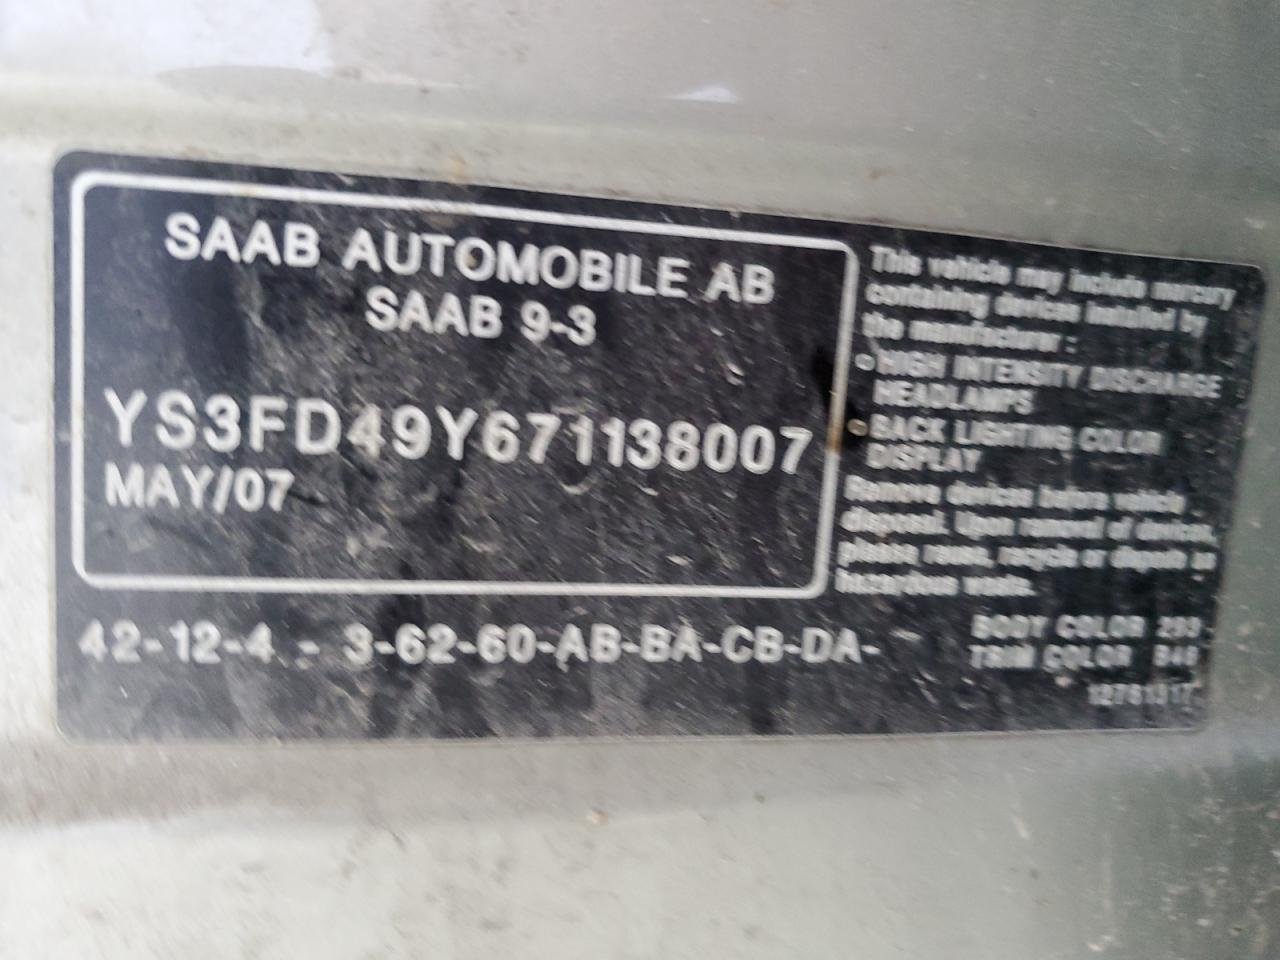 SAAB AUTOMOBILE AB
SAAB 9-3
YS3FD49Y671138007
MAY/07
This vehicle may include mercury
containing devices installed by
the manufacturer :
HIGH INTENSITY DISCHARGE
HEADLAMPS
BACK LIGHTING COLOR
DISPLAY
Remove devices before vehicle
disposal. Upon removal of devices,
please reuse, recycle or dispose as
hazardous waste.
42-12-4 - 3-62-60-AB-BA-CB-DA-
BODY COLOR 293
TRIM COLOR